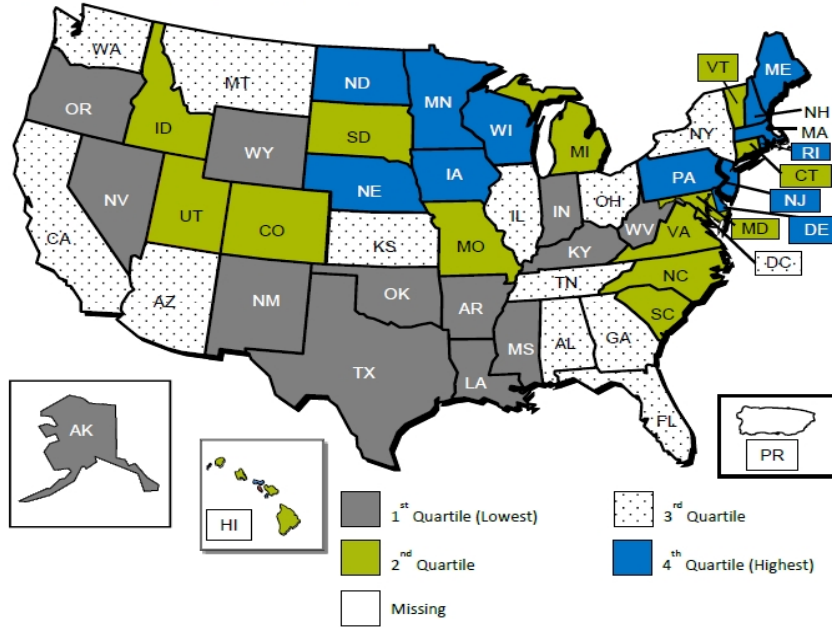 WA
MT
ND
MN
VT
ME
OR
ID
SD
WI
MI
NY
NH
MA
RI
WY
CT
NE
IA
PA
NJ
NV
UT
CO
IL
IN
OH
DE
CA
KS
MO
KY
WV
VA
MD
DC
AZ
NM
OK
AR
TN
NC
SC
TX
LA
MS
AL
GA
FL
AK
HI
PR
1st Quartile (Lowest)
3rd Quartile
2nd Quartile
4th Quartile (Highest)
Missing